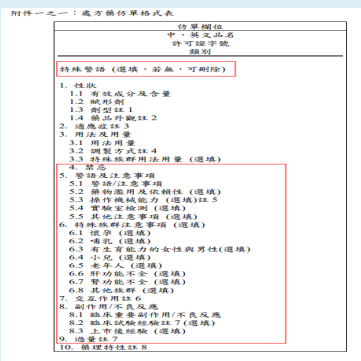 附件一之一：處方藥仿單格式表
仿單欄位
中、英文品名
許可證字號
類別
特殊警語 (選填，若無，可刪除)
1. 性狀
1.1 有效成分及含量
1.2 賦形劑
1.3 劑型註 1
1.4 藥品外觀註 2
2. 適應症註 3
3. 用法及用量
3.1 用法用量
3.2 調製方式註 4
3.3 特殊族群用法用量 (選填)
4. 禁忌
5. 警語及注意事項
5.1 警語/注意事項
5.2 藥物濫用及依賴性 (選填)
5.3 操作機械能力 (選填)註 5
5.4 實驗室檢測 (選填)
5.5 其他注意事項 (選填)
6. 特殊族群注意事項 (選填)
6.1 懷孕 (選填)
6.2 哺乳 (選填)
6.3 有生育能力的女性與男性(選填)
6.4 小兒 (選填)
6.5 老年人 (選填)
6.6 肝功能不全 (選填)
6.7 腎功能不全 (選填)
6.8 其他族群 (選填)
7. 交互作用註 6
8. 副作用/不良反應
8.1 臨床重要副作用/不良反應
8.2 臨床試驗經驗註 7(選填)
8.3 上市後經驗 (選填)
9. 過量註 7
10. 藥理特性註 8